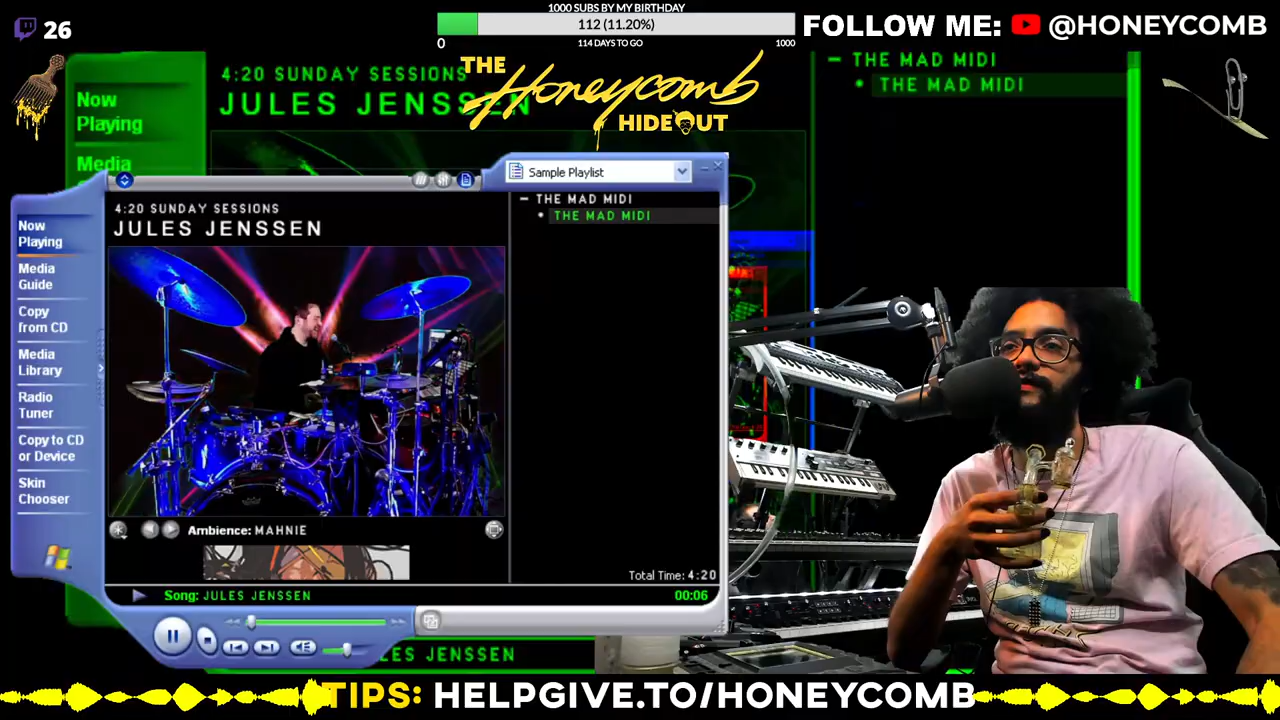 26
1000 SUBS BY MY BIRTHDAY
112 (11.20%)
0
114 DAYS TO GO
1000
FOLLOW ME: @HONEYCOMB
THE
Honeycomb
HIDEOUT
4:20 SUNDAY SESSIONS
JULES JENSSEN
Now
Playing
Media
THE MAD MIDI
THE MAD MIDI
Sample Playlist
THE MAD MIDI
THE MAD MIDI
4:20 SUNDAY SESSIONS
JULES JENSSEN
Now
Playing
Media
Guide
Copy
from CD
Media
Library
Radio
Tuner
Copy to CD
or Device
Skin
Chooser
Ambience: MAHNIE
Total Time: 4:20
Song: JULES JENSSEN
00:06
LES JENSSEN
TIPS: HELPGIVE.TO/HONEYCOMB